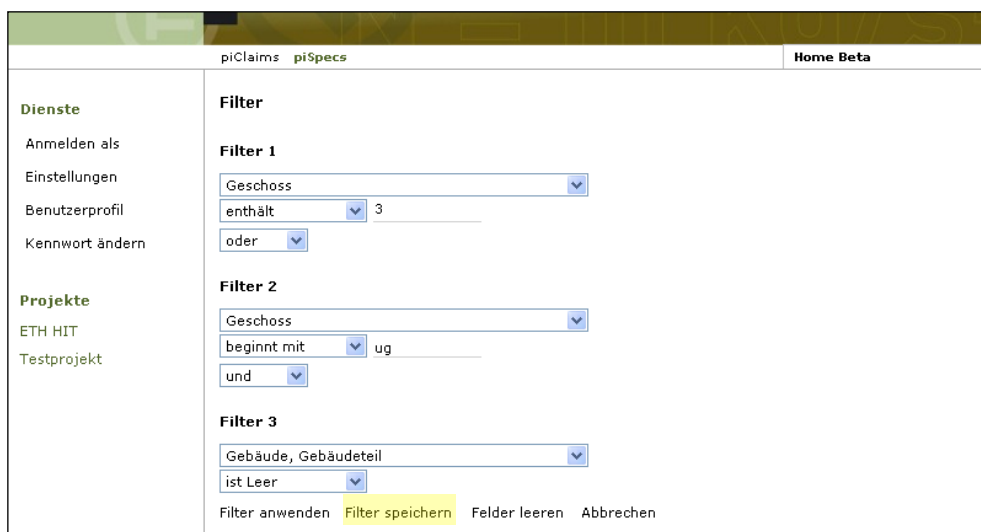 piClaims piSpecs Home Beta
Dienste
Anmelden als
Einstellungen
Benutzerprofil
Kennwort ändern
Projekte
ETH HIT
Testprojekt
Filter
Filter 1
Geschoss
enthält 3
oder
Filter 2
Geschoss
beginnt mit ug
und
Filter 3
Gebäude, Gebäudeteil
ist Leer
Filter anwenden Filter speichern Felder leeren Abbrechen